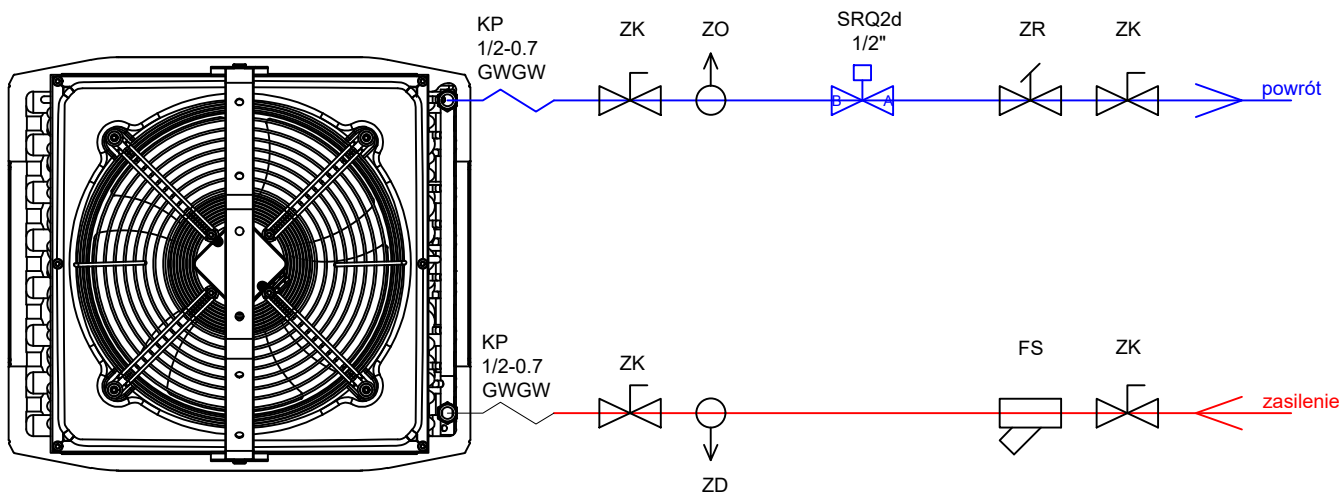 KP
1/2-0.7
GWGW
ZK
ZO
SRQ2d
1/2"
ZR
ZK
B
A
powrót
KP
1/2-0.7
GWGW
ZK
ZD
FS
ZK
zasilenie